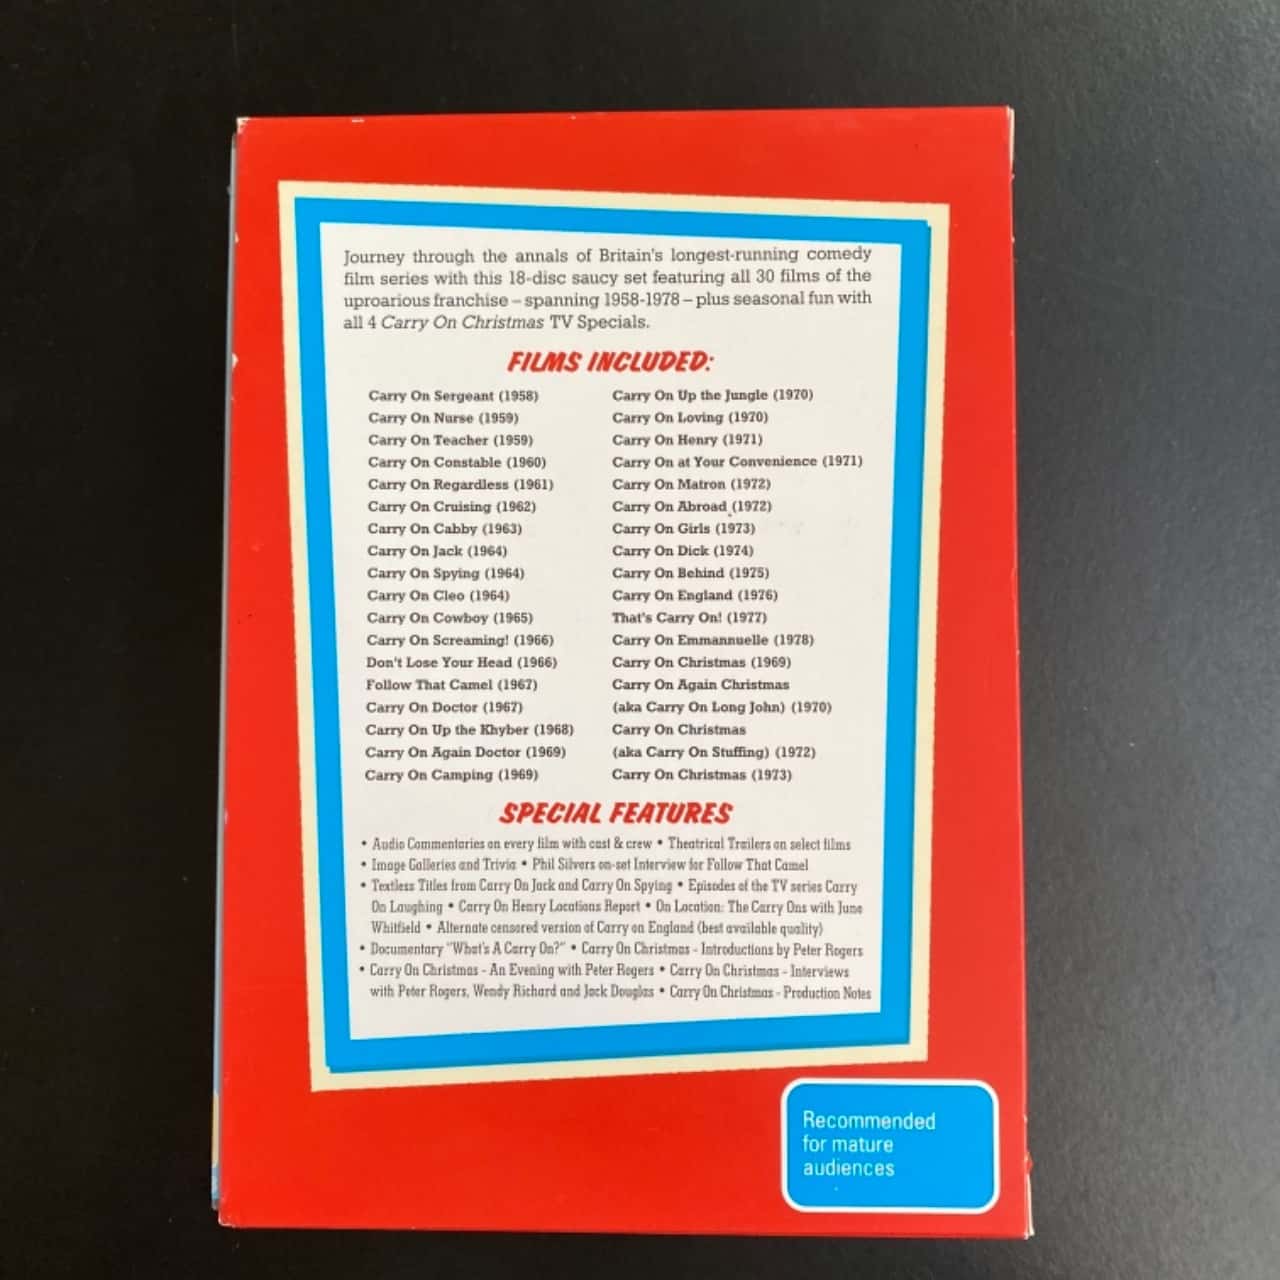 Journey through the annals of Britain's longest-running comedy
film series with this 18-disc saucy set featuring all 30 films of the
uproarious franchise – spanning 1958-1978 – plus seasonal fun with
all 4 Carry On Christmas TV Specials.
FILMS INCLUDED:
Carry On Sergeant (1958)
Carry On Nurse (1959)
Carry On Teacher (1959)
Carry On Constable (1960)
Carry On Regardless (1961)
Carry On Cruising (1962)
Carry On Cabby (1963)
Carry On Jack (1964)
Carry On Spying (1964)
Carry On Cleo (1964)
Carry On Cowboy (1965)
Carry On Screaming! (1966)
Don't Lose Your Head (1966)
Follow That Camel (1967)
Carry On Doctor (1967)
Carry On Up the Khyber (1968)
Carry On Again Doctor (1969)
Carry On Camping (1969)
Carry On Up the Jungle (1970)
Carry On Loving (1970)
Carry On Henry (1971)
Carry On at Your Convenience (1971)
Carry On Matron (1972)
Carry On Abroad (1972)
Carry On Girls (1973)
Carry On Dick (1974)
Carry On Behind (1975)
Carry On England (1976)
That's Carry On! (1977)
Carry On Emmannuelle (1978)
Carry On Christmas (1969)
Carry On Again Christmas
(aka Carry On Long John) (1970)
Carry On Christmas
(aka Carry On Stuffing) (1972)
Carry On Christmas (1973)
SPECIAL FEATURES
• Audio Commentaries on every film with cast & crew • Theatrical Trailers on select films
• Image Galleries and Trivia • Phil Silvers on-set Interview for Follow That Camel
• Textless Titles from Carry On Jack and Carry On Spying • Episodes of the TV series Carry
On Laughing • Carry On Henry Locations Report • On Location: The Carry Ons with June
Whitfield • Alternate censored version of Carry on England (best available quality)
• Documentary "What's A Carry On?" • Carry On Christmas - Introductions by Peter Rogers
• Carry On Christmas - An Evening with Peter Rogers • Carry On Christmas - Interviews
with Peter Rogers, Wendy Richard and Jack Douglas • Carry On Christmas - Production Notes
Recommended
for mature
audiences